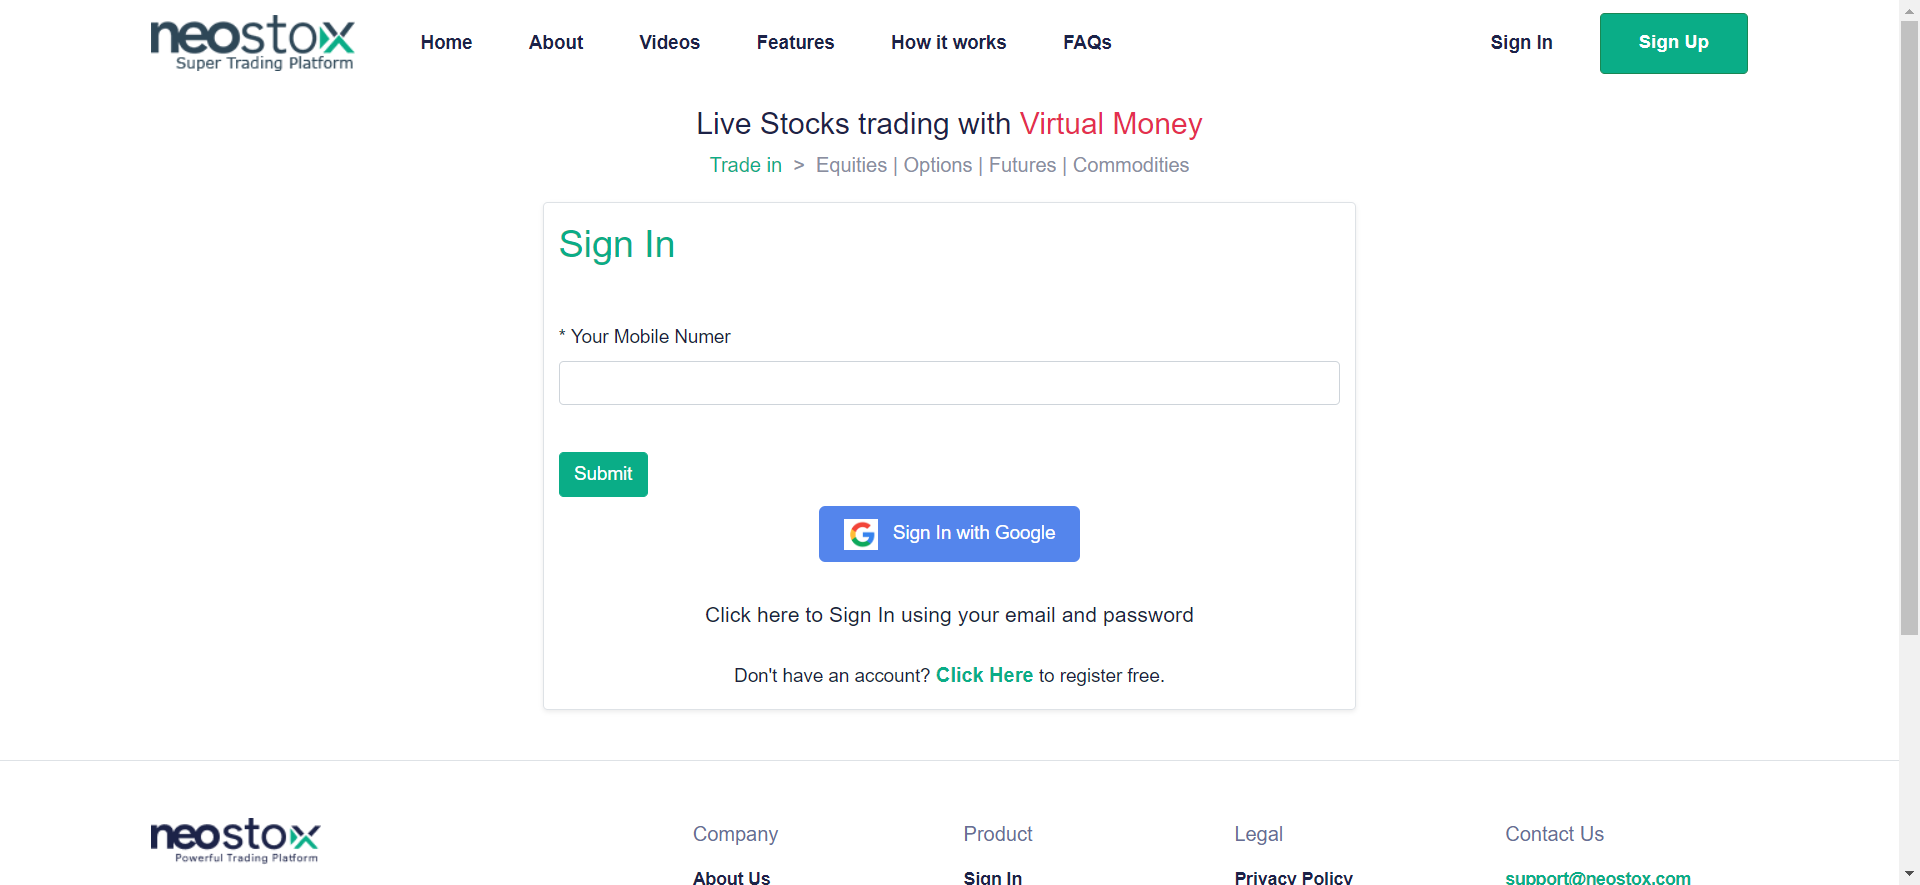 neostox
Super Trading Platform
Home About Videos Features How it works FAQs Sign In Sign Up
Live Stocks trading with Virtual Money
Trade in > Equities | Options | Futures | Commodities
Sign In
* Your Mobile Numer
Submit
Sign In with Google
Click here to Sign In using your email and password
Don't have an account? Click Here to register free.
neostox
Powerful Trading Platform
Company Product Legal Contact Us
About Us Sign In Privacy Policy support@neostox.com